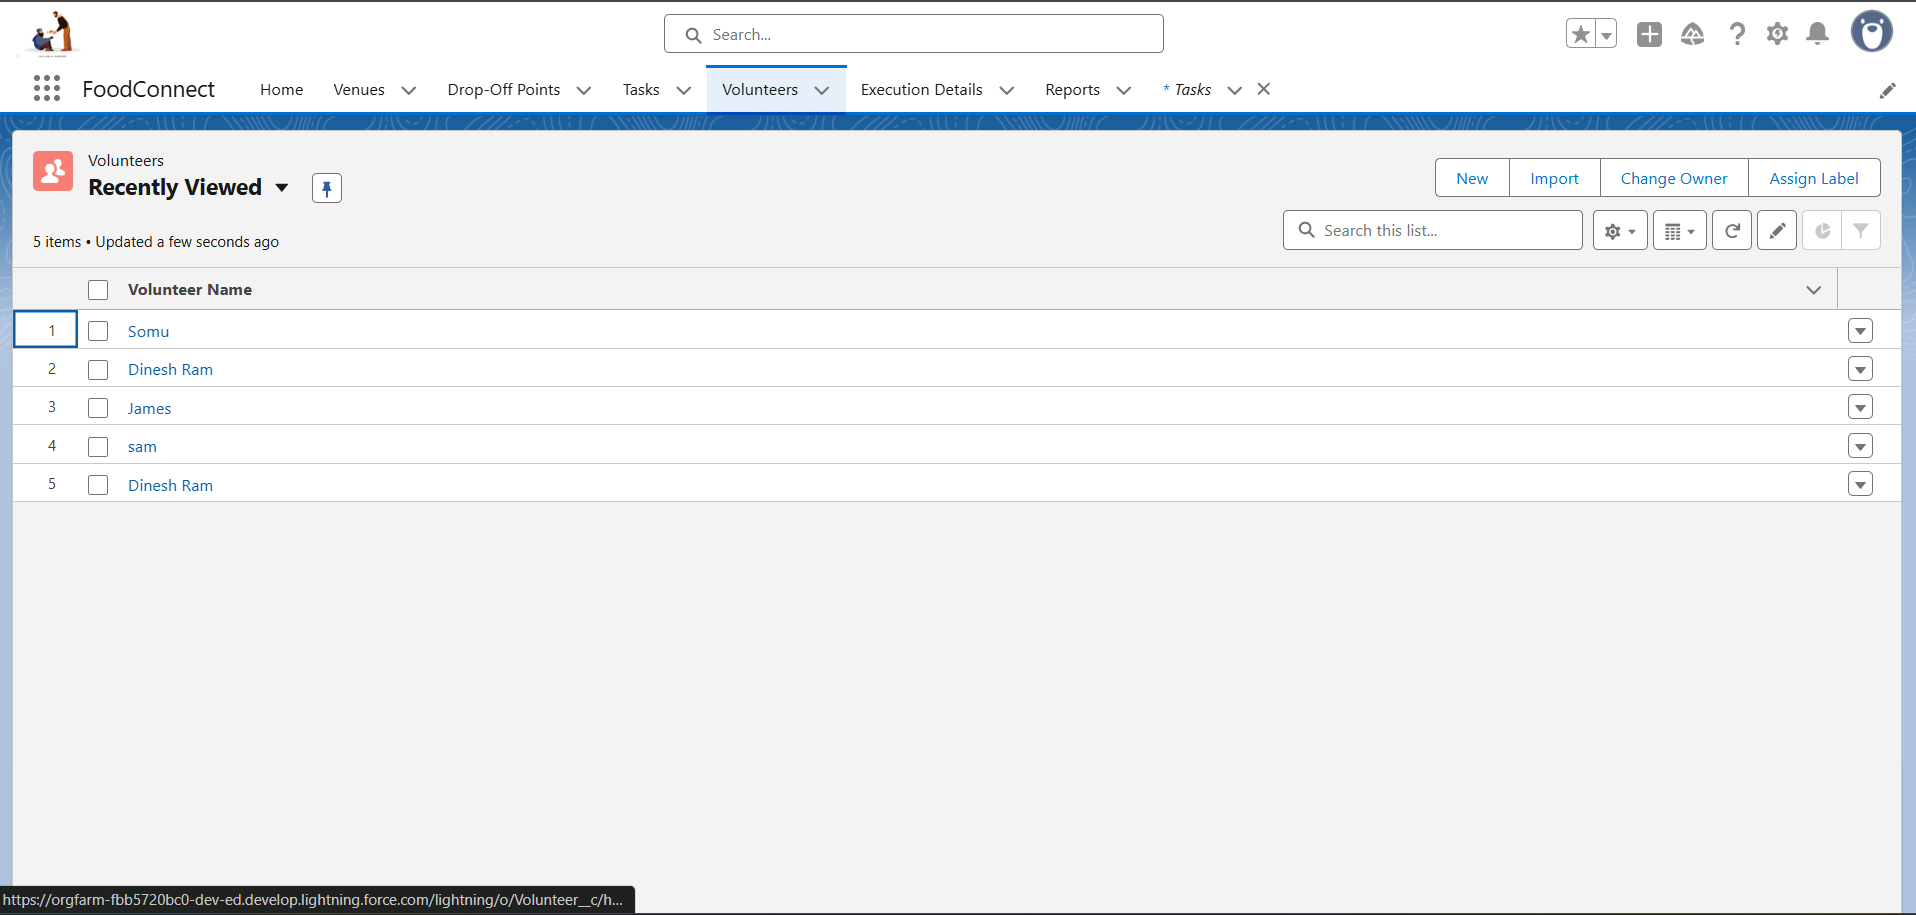 Search...
FoodConnect Home Venues Drop-Off Points Tasks Volunteers Execution Details Reports * Tasks
Volunteers
Recently Viewed
New Import Change Owner Assign Label
5 items • Updated a few seconds ago
Search this list...
Volunteer Name
1 Somu
2 Dinesh Ram
3 James
4 sam
5 Dinesh Ram
https://orgfarm-fbb5720bc0-dev-ed.develop.lightning.force.com/lightning/o/Volunteer__c/h...